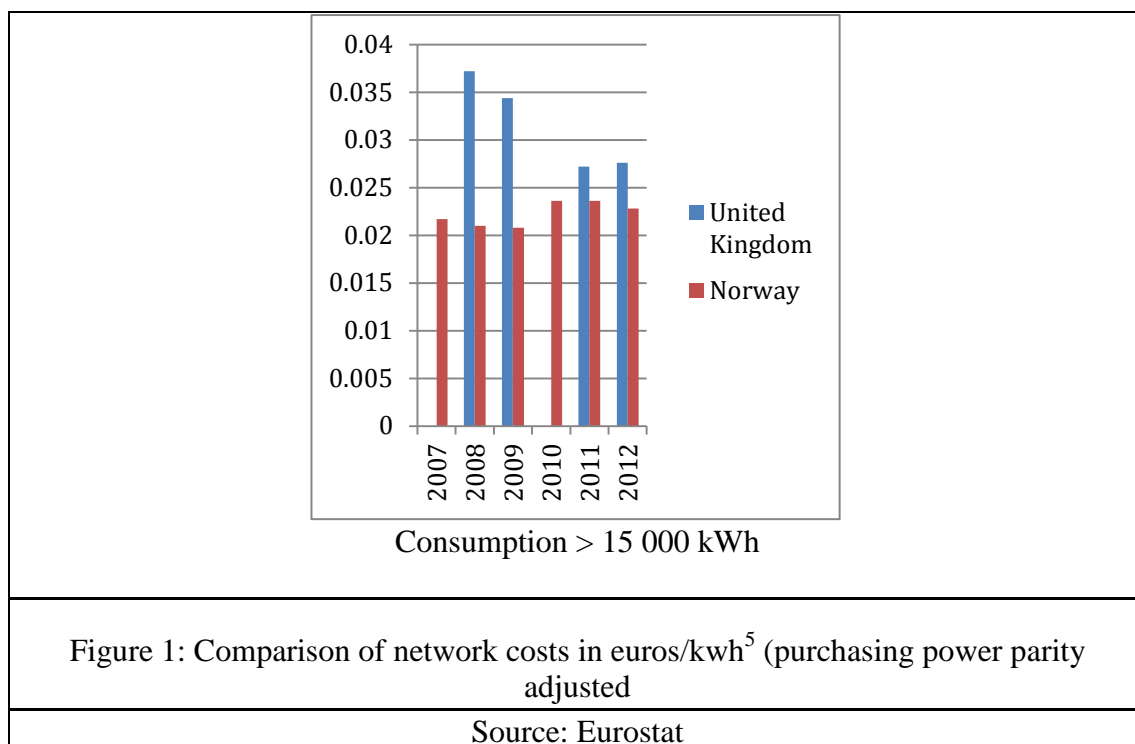 0.04
0.035
0.03
0.025
0.02
0.015
0.01
0.005
0
2007
2008
2009
2010
2011
2012
United
Kingdom
Norway
Consumption > 15 000 kWh
Figure 1: Comparison of network costs in euros/kwh5 (purchasing power parity
adjusted
Source: Eurostat